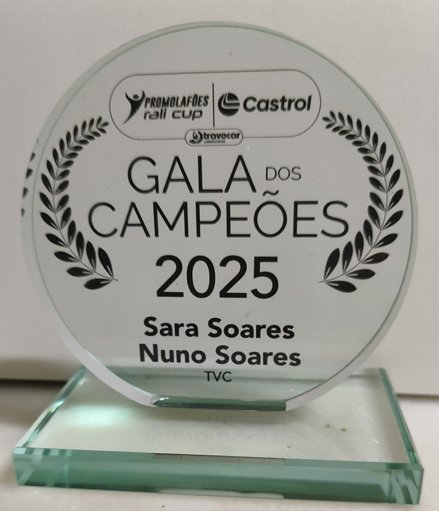 PROMOLAFÕES
rali cup
Castrol
travocar
GALA DOS
CAMPEÕES
2025
Sara Soares
Nuno Soares
TVC